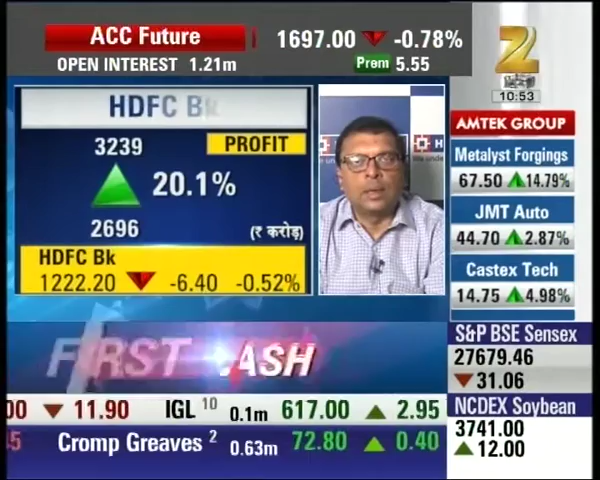 ACC Future
1697.00 -0.78%
OPEN INTEREST 1.21m
Prem 5.55
10:53
HDFC Bk
3239
PROFIT
20.1%
2696
(₹ करोड़)
HDFC Bk
1222.20 -6.40 -0.52%
AMTEK GROUP
Metalyst Forgings
67.50 14.79%
JMT Auto
44.70 2.87%
Castex Tech
14.75 4.98%
S&P BSE Sensex
27679.46
31.06
NCDEX Soybean
3741.00
12.00
FIRST
ASH
00 11.90 IGL 10 0.1m 617.00 2.95
5 Cromp Greaves 2 0.63m 72.80 0.40